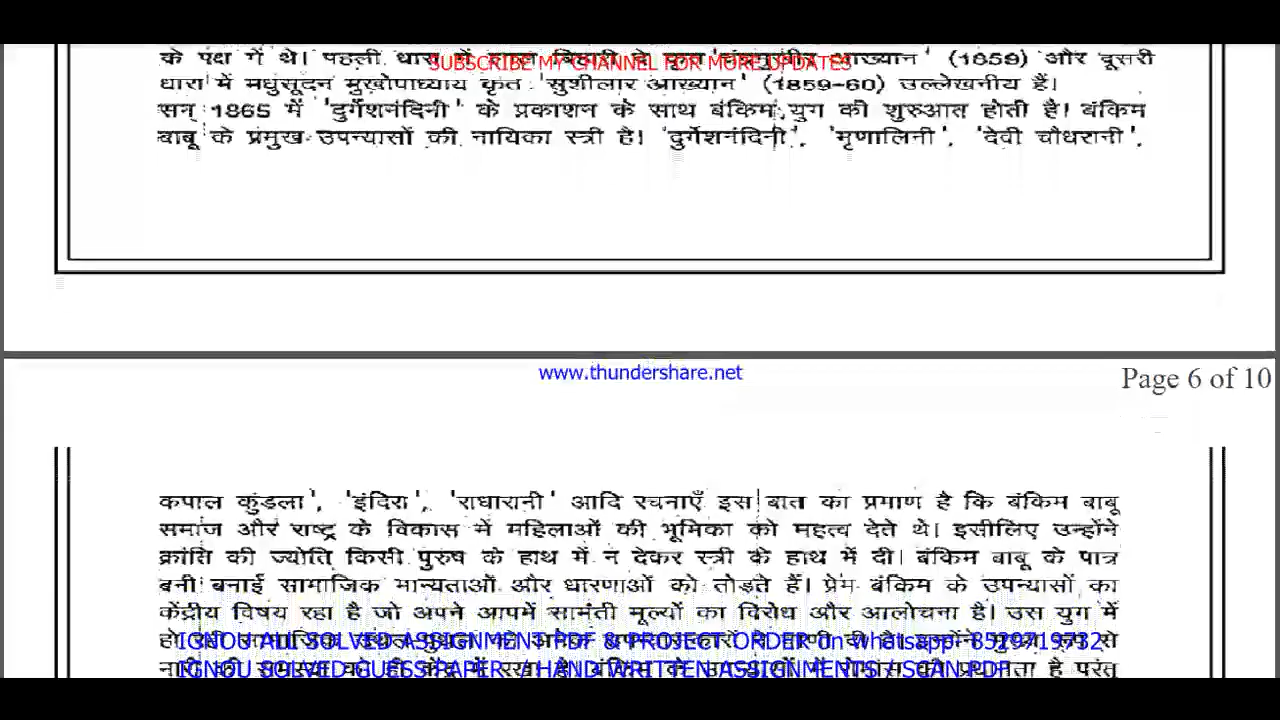 के पक्ष में थे। पहली धारा में कृत आख्यान' (1859) और दूसरी
SUBSCRIBE MY CHANNEL FOR MORE UPDATES
धारा में मधुसूदन मुखोपाध्याय कृत 'सुशीलार आख्यान' (1859-60) उल्लेखनीय हैं।
सन् 1865 में 'दुर्गेशनंदिनी' के प्रकाशन के साथ बंकिम युग की शुरुआत होती है। बंकिम
बाबू के प्रमुख उपन्यासों की नायिका स्त्री है। 'दुर्गेशनंदिनी', 'मृणालिनी', 'देवी चौधरानी',
www.thundershare.net
Page 6 of 10
कपाल कुंडला', 'इंदिरा', 'राधारानी' आदि रचनाएँ इस बात का प्रमाण है कि बंकिम बाबू
समाज और राष्ट्र के विकास में महिलाओं की भूमिका को महत्व देते थे। इसीलिए उन्होंने
क्रांति की ज्योति किसी पुरुष के हाथ में न देकर स्त्री के हाथ में दी। बंकिम बाबू के पात्र
बनी बनाई सामाजिक मान्यताओं और धारणाओं को तोड़ते हैं। प्रेम बंकिम के उपन्यासों का
केंद्रीय विषय रहा है जो अपने आपमें सामंती मूल्यों का विरोध और आलोचना है। उस युग में
IGNOU ALL SOLVED ASSIGNMENT PDF & PROJECT ORDER on Whatsapp- 8529719732
IGNOU SOLVED GUESS PAPER / HAND WRITTEN ASSIGNMENTS / SCAN PDF